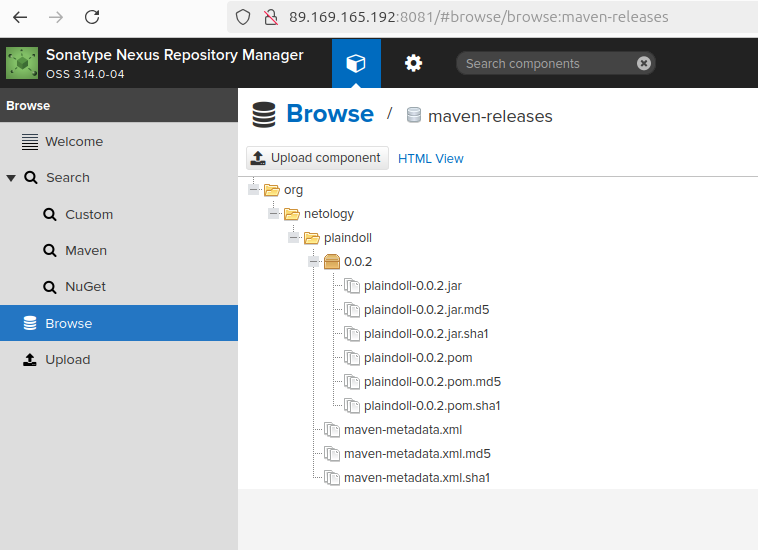 89.169.165.192:8081/#browse/browse:maven-releases
Sonatype Nexus Repository Manager
OSS 3.14.0-04
Search components
Browse
Welcome
Search
Custom
Maven
NuGet
Browse
Upload
Browse / maven-releases
Upload component
HTML View
org
netology
plaindoll
0.0.2
plaindoll-0.0.2.jar
plaindoll-0.0.2.jar.md5
plaindoll-0.0.2.jar.sha1
plaindoll-0.0.2.pom
plaindoll-0.0.2.pom.md5
plaindoll-0.0.2.pom.sha1
maven-metadata.xml
maven-metadata.xml.md5
maven-metadata.xml.sha1